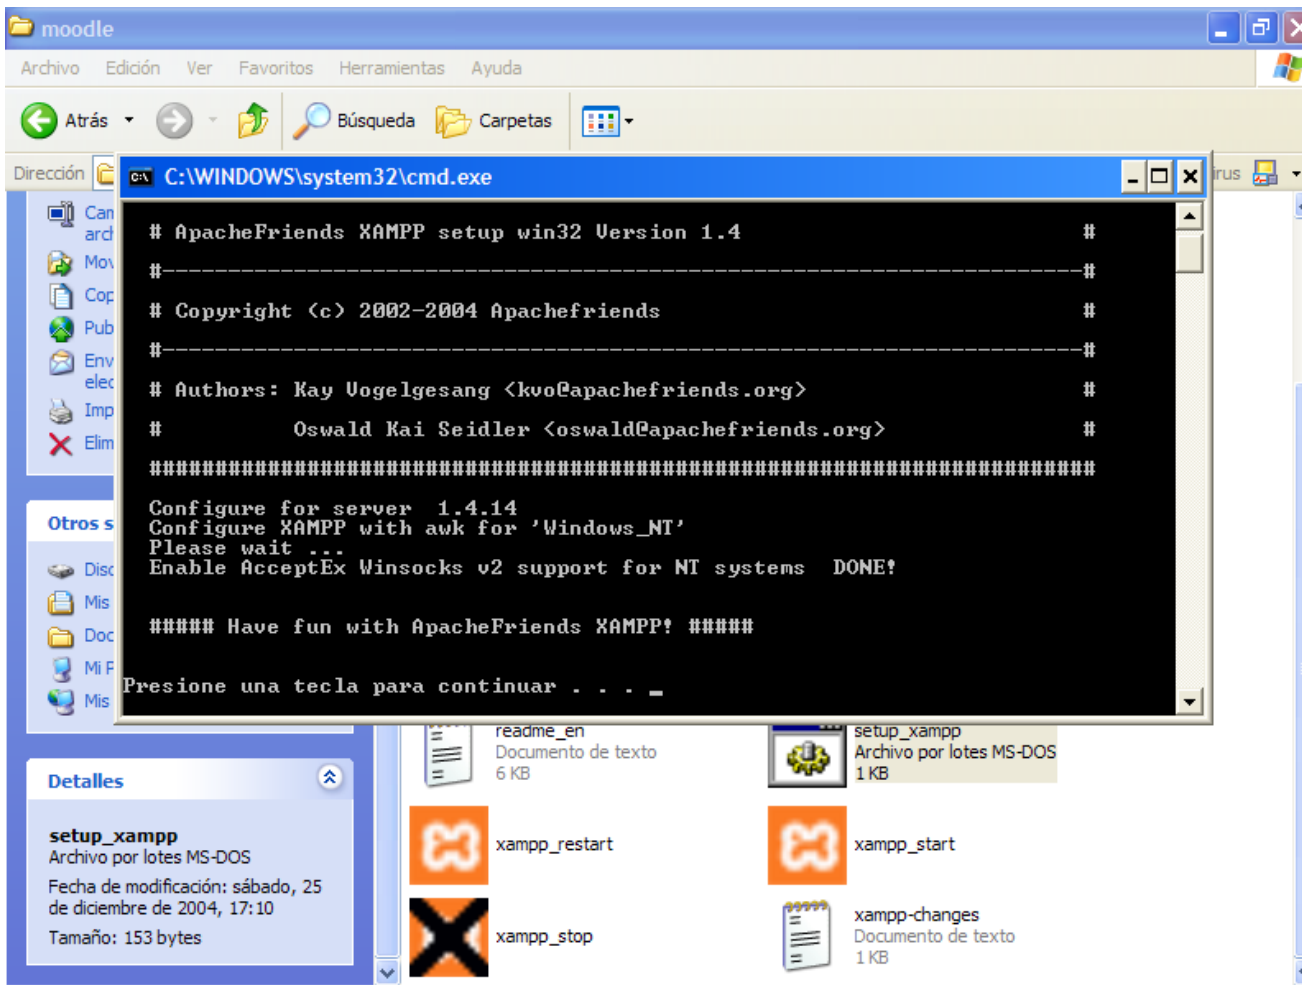 moodle
Archivo Edición Ver Favoritos Herramientas Ayuda
Atrás Búsqueda Carpetas
Dirección
C:\WINDOWS\system32\cmd.exe
# ApacheFriends XAMPP setup win32 Version 1.4 #
#----------------------------------------------------------------------#
# Copyright (c) 2002-2004 Apachefriends #
#----------------------------------------------------------------------#
# Authors: Kay Vogelgesang <kvo@apachefriends.org> #
# Oswald Kai Seidler <oswald@apachefriends.org> #
########################################################################
Configure for server 1.4.14
Configure XAMPP with awk for 'Windows_NT'
Please wait ...
Enable AcceptEx Winsocks v2 support for NT systems DONE!
##### Have fun with ApacheFriends XAMPP! #####
Presione una tecla para continuar . . . _
Otros s
Mis
Mis
Detalles
setup_xampp
Archivo por lotes MS-DOS
Fecha de modificación: sábado, 25
de diciembre de 2004, 17:10
Tamaño: 153 bytes
readme_en
Documento de texto
6 KB
setup_xampp
Archivo por lotes MS-DOS
1 KB
xampp_restart
xampp_start
xampp_stop
xampp-changes
Documento de texto
1 KB